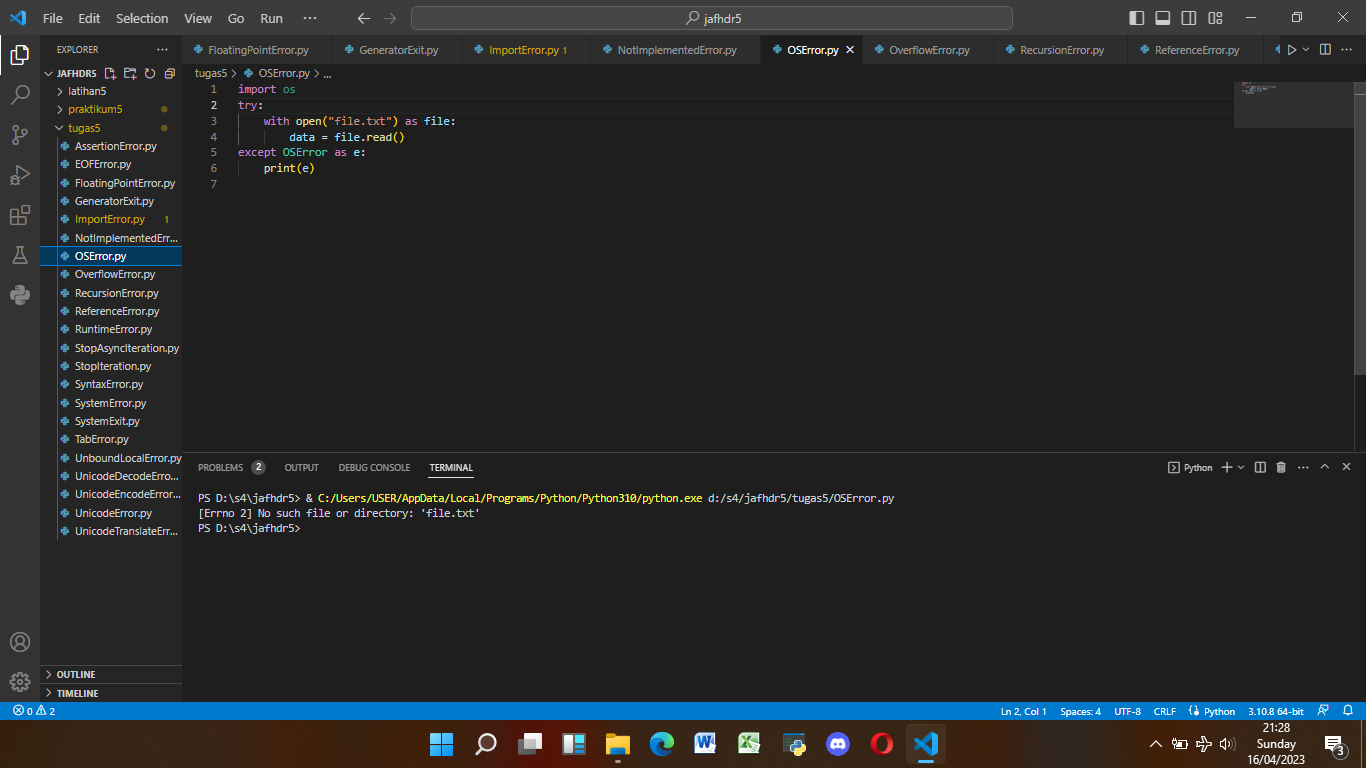 File Edit Selection View Go Run ··· jafhdr5
EXPLORER ···
FloatingPointError.py GeneratorExit.py ImportError.py 1 NotImplementedError.py OSError.py OverflowError.py RecursionError.py ReferenceError.py
JAFHDR5
latihan5
praktikum5
tugas5
AssertionError.py
EOFError.py
FloatingPointError.py
GeneratorExit.py
ImportError.py 1
NotImplementedErr...
OSError.py
OverflowError.py
RecursionError.py
ReferenceError.py
RuntimeError.py
StopAsyncIteration.py
StopIteration.py
SyntaxError.py
SystemError.py
SystemExit.py
TabError.py
UnboundLocalError.py
UnicodeDecodeErro...
UnicodeEncodeError...
UnicodeError.py
UnicodeTranslateErr...
OUTLINE
TIMELINE
tugas5 > OSError.py > ...
1 import os
2 try:
3 with open("file.txt") as file:
4 data = file.read()
5 except OSError as e:
6 print(e)
7
PROBLEMS 2 OUTPUT DEBUG CONSOLE TERMINAL Python
PS D:\s4\jafhdr5> & C:/Users/USER/AppData/Local/Programs/Python/Python310/python.exe d:/s4/jafhdr5/tugas5/OSError.py
[Errno 2] No such file or directory: 'file.txt'
PS D:\s4\jafhdr5>
0 2 Ln 2, Col 1 Spaces: 4 UTF-8 CRLF Python 3.10.8 64-bit
21:28
Sunday
16/04/2023
3